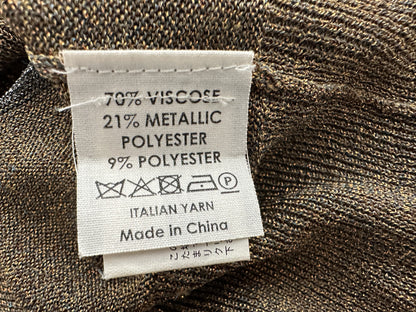 70% VISCOSE
21% METALLIC
POLYESTER
9% POLYESTER
P
ITALIAN YARN
Made in China